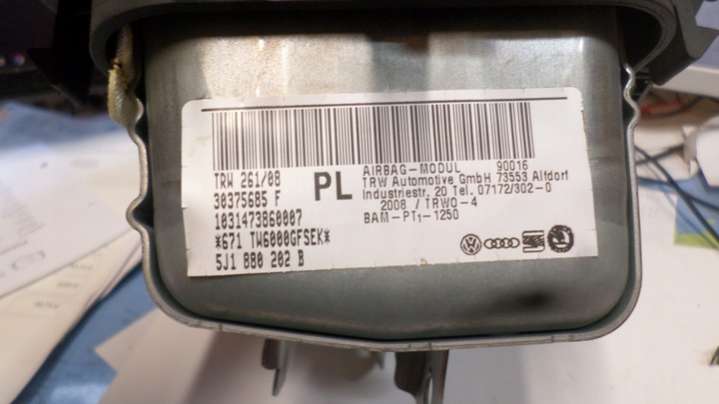 TRW 261/08
30375685 F
1031473860007
*671 TW6000GFSEK*
5J1 880 202 B
PL
AIRBAG-MODUL 90016
TRW Automotive GmbH 73553 Alfdorf
Industriestr. 20 Tel. 07172/302-0
2008 / TRWO-4
BAM-PT1-1250